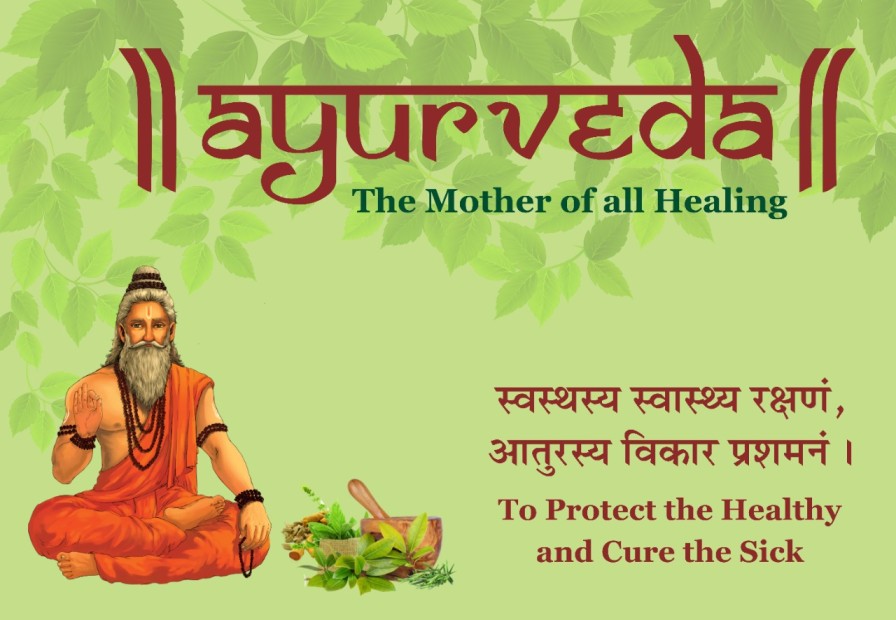 ॥ ayurveda ॥
The Mother of all Healing
स्वस्थस्य स्वास्थ्य रक्षणं,
आतुरस्य विकार प्रशमनं ।
To Protect the Healthy
and Cure the Sick